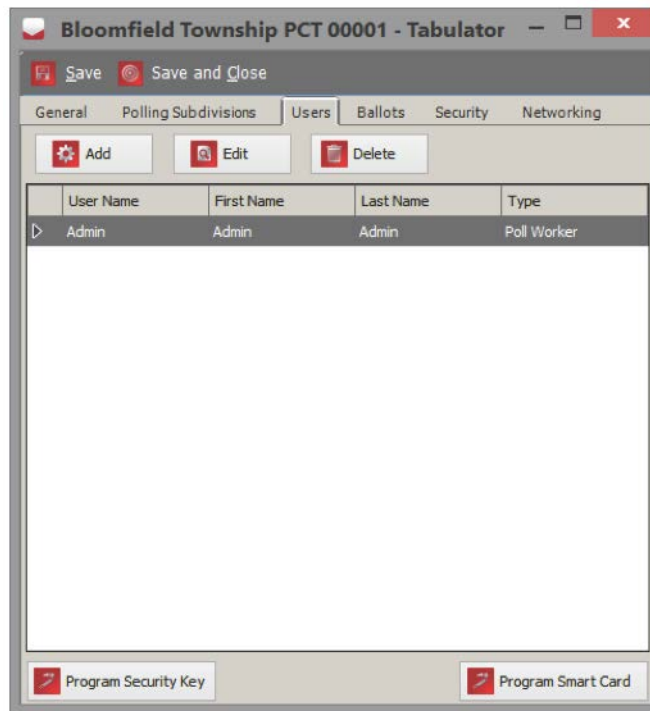 Bloomfield Township PCT 00001 - Tabulator
Save Save and Close
General Polling Subdivisions Users Ballots Security Networking
Add Edit Delete
User Name First Name Last Name Type
Admin Admin Admin Poll Worker
Program Security Key Program Smart Card